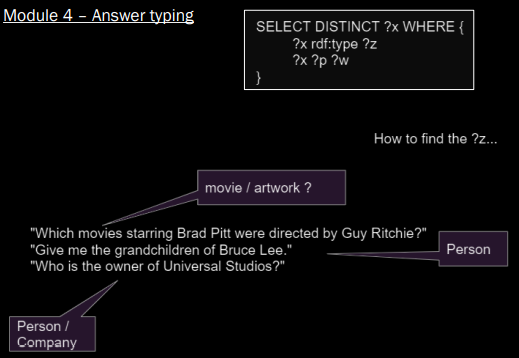 Module 4 – Answer typing
SELECT DISTINCT ?x WHERE {
?x rdf:type ?z
?x ?p ?w
}
How to find the ?z...
movie / artwork ?
"Which movies starring Brad Pitt were directed by Guy Ritchie?"
"Give me the grandchildren of Bruce Lee."
"Who is the owner of Universal Studios?"
Person
Person /
Company